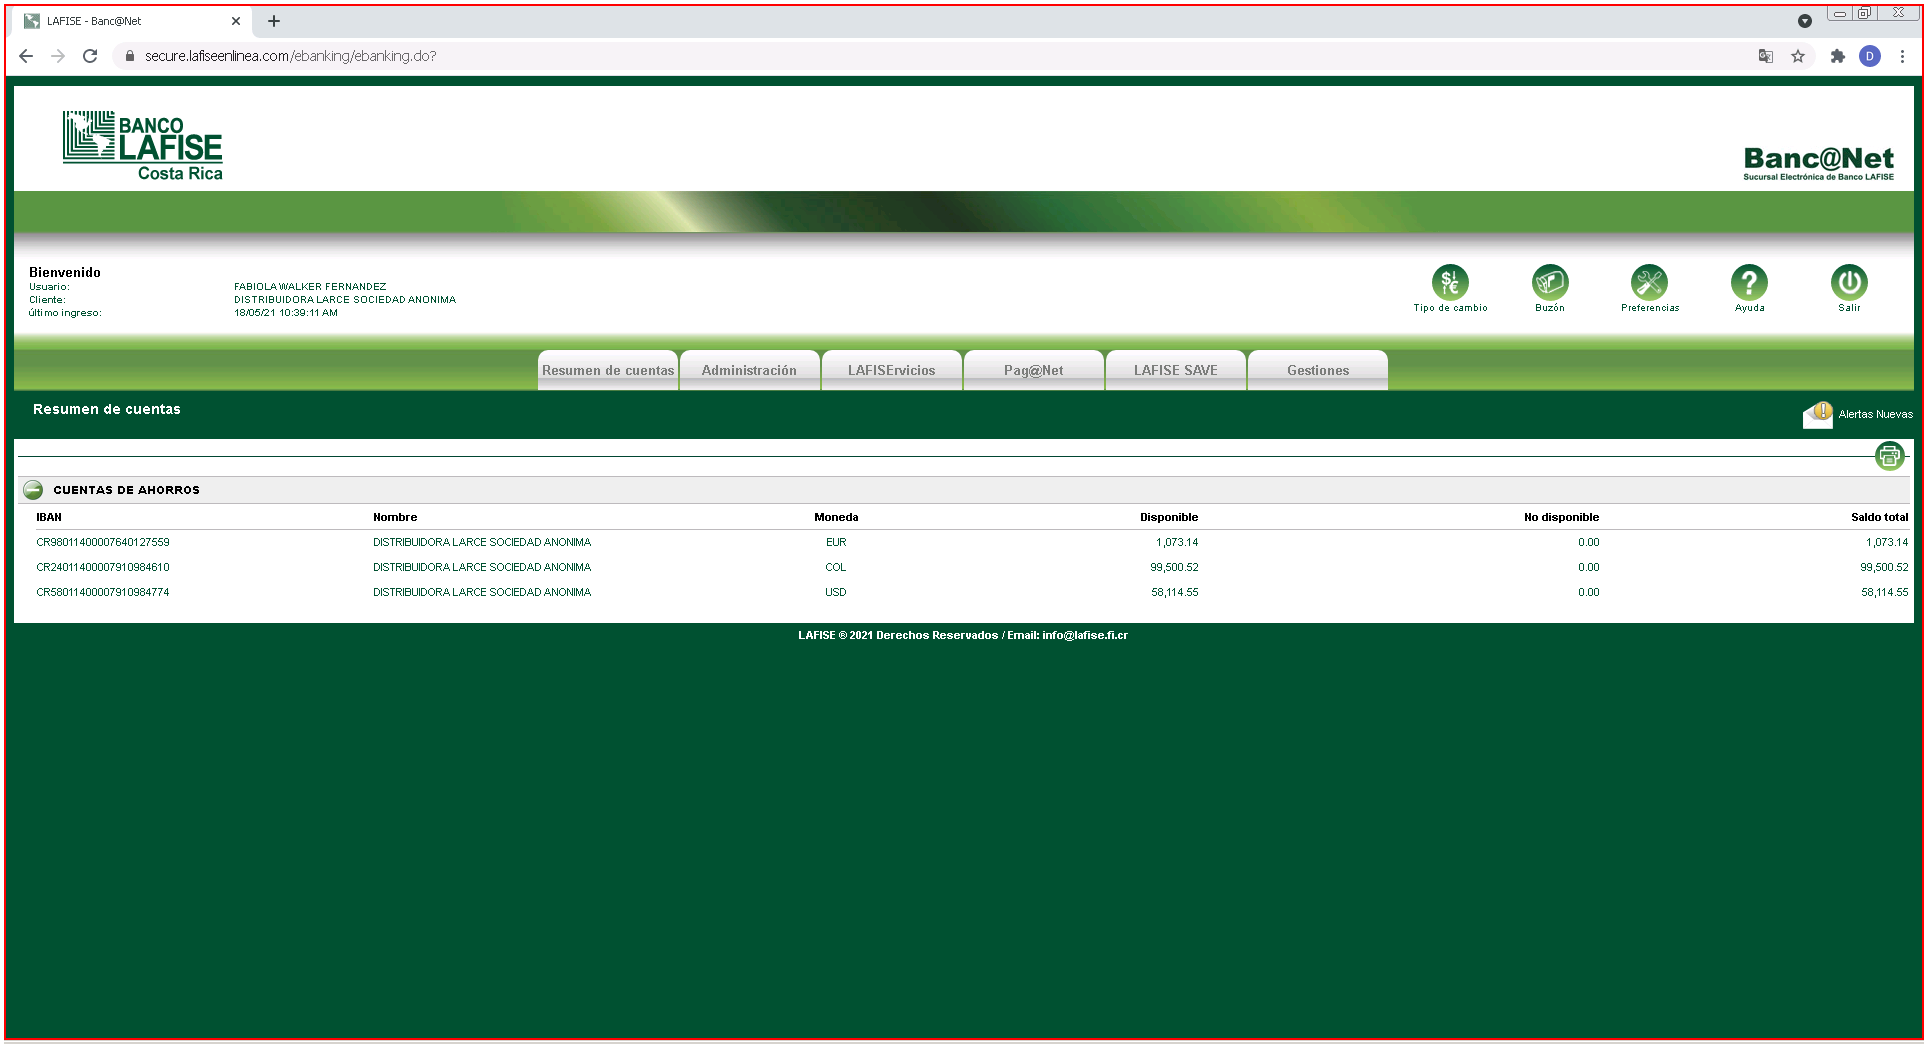 LAFISE - Banc@Net
secure.lafiseenlinea.com/ebanking/ebanking.do?
D
BANCO
LAFISE
Costa Rica
Banc@Net
Sucursal Electrónica de Banco LAFISE
Bienvenido
Usuario: FABIOLA WALKER FERNANDEZ
Cliente: DISTRIBUIDORA LARCE SOCIEDAD ANONIMA
último ingreso: 18/05/21 10:39:11 AM
Tipo de cambio Buzón Preferencias Ayuda Salir
Resumen de cuentas Administración LAFISErvicios Pag@Net LAFISE SAVE Gestiones
Resumen de cuentas
Alertas Nuevas
CUENTAS DE AHORROS
IBAN Nombre Moneda Disponible No disponible Saldo total
CR98011400007640127559 DISTRIBUIDORA LARCE SOCIEDAD ANONIMA EUR 1,073.14 0.00 1,073.14
CR24011400007910984610 DISTRIBUIDORA LARCE SOCIEDAD ANONIMA COL 99,500.52 0.00 99,500.52
CR58011400007910984774 DISTRIBUIDORA LARCE SOCIEDAD ANONIMA USD 58,114.55 0.00 58,114.55
LAFISE © 2021 Derechos Reservados / Email: info@lafise.fi.cr